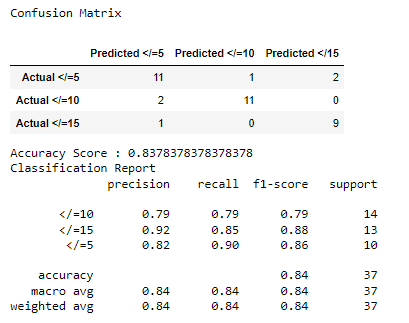 Confusion Matrix
Predicted </=5 Predicted </=10 Predicted </15
Actual </=5 11 1 2
Actual </=10 2 11 0
Actual </=15 1 0 9
Accuracy Score : 0.8378378378378378
Classification Report
precision recall f1-score support
</=10 0.79 0.79 0.79 14
</=15 0.92 0.85 0.88 13
</=5 0.82 0.90 0.86 10
accuracy 0.84 37
macro avg 0.84 0.84 0.84 37
weighted avg 0.84 0.84 0.84 37